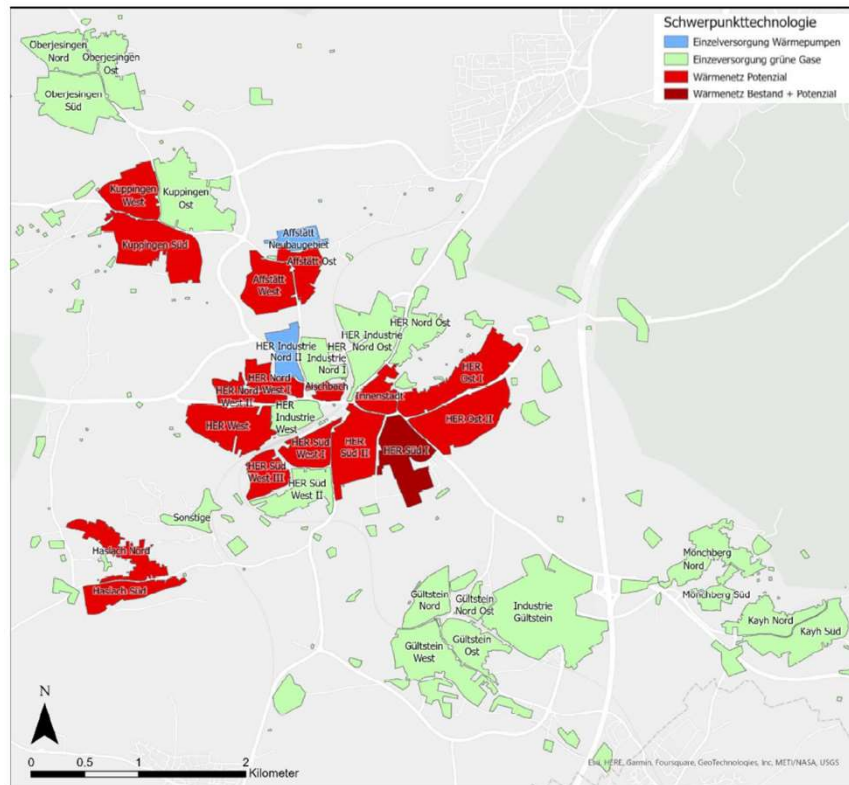 Schwerpunkttechnologie
Einzelversorgung Wärmepumpen
Einzeversorgung grüne Gase
Wärmenetz Potenzial
Wärmenetz Bestand + Potenzial
Oberjesingen
Nord
Oberjesingen
Ost
Oberjesingen
Süd
Kuppingen
West
Kuppingen
Ost
Kuppingen Süd
Affstätt
Neubaugebiet
Affstätt Ost
Affstätt
West
HER Nord Ost
HER Industrie
Nord Ost
HER Industrie
Nord II
HER
Industrie
Nord I
HER
Ost I
HER Nord
West I
HER Nord
West II
Aischbach
Innenstadt
HER Ost II
HER West
HER
Industrie
West
HER Süd
West I
HER
Süd II
HER Süd I
HER Süd
West III
HER Süd
West II
Sonstige
Haslach Nord
Haslach Süd
Mönchberg
Nord
Mönchberg Süd
Gültstein
Nord
Gültstein
Nord Ost
Industrie
Gültstein
Kayh Nord
Kayh Süd
Gültstein
West
Gültstein
Ost
N
0 0.5 1 2
Kilometer
Esri, HERE, Garmin, Foursquare, GeoTechnologies, Inc, METI/NASA, USGS